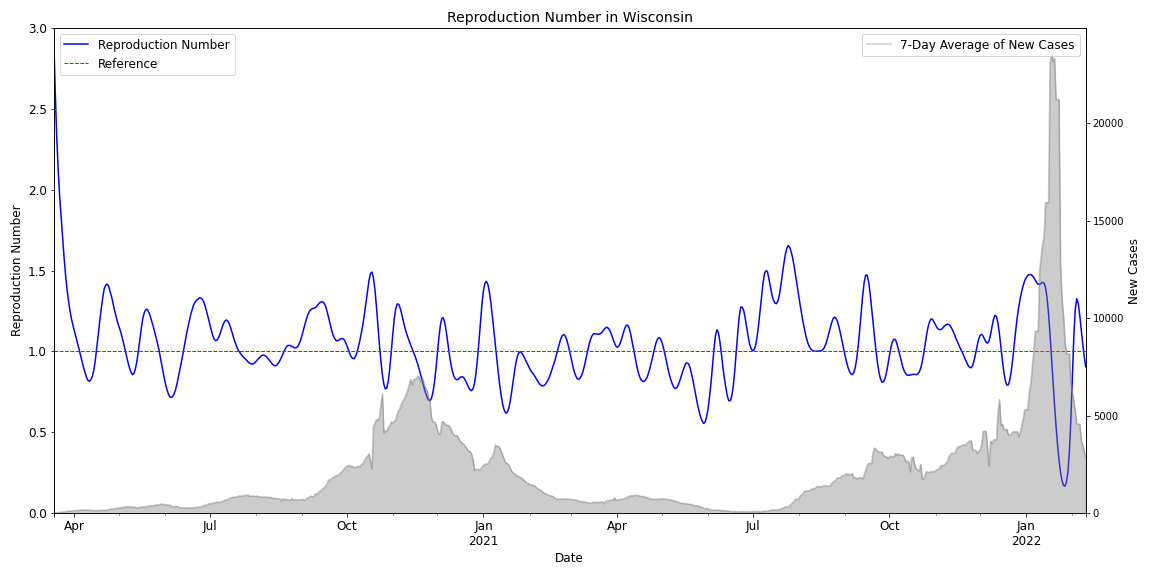 Reproduction Number in Wisconsin
Reproduction Number
Reference
7-Day Average of New Cases
3.0
2.5
2.0
1.5
1.0
0.5
0.0
Reproduction Number
20000
15000
10000
5000
0
New Cases
Apr
Jul
Oct
Jan
2021
Apr
Jul
Oct
Jan
2022
Date